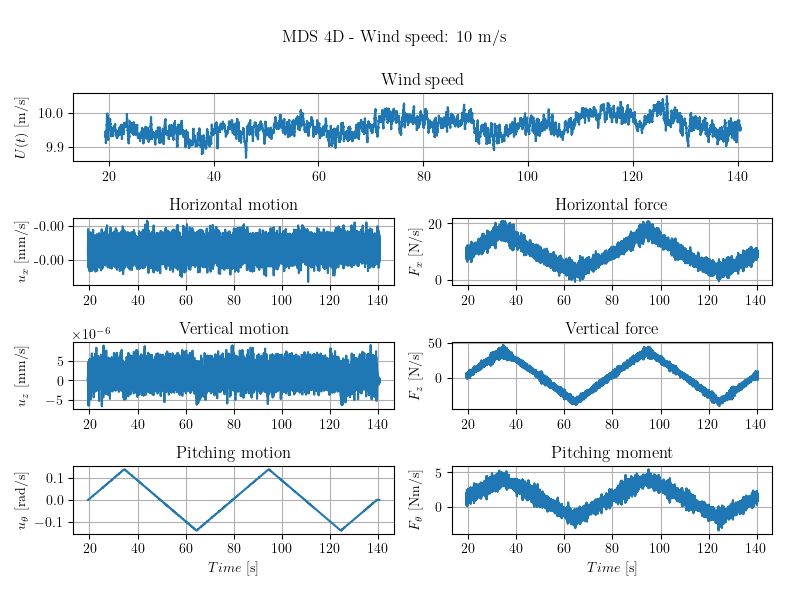 MDS 4D - Wind speed: 10 m/s
Wind speed
U(t) [m/s]
10.0
9.9
20 40 60 80 100 120 140
Horizontal motion
u_x [mm/s]
-0.00
-0.00
20 40 60 80 100 120 140
Horizontal force
F_x [N/s]
20
0
20 40 60 80 100 120 140
Vertical motion
×10⁻⁶
u_z [mm/s]
5
0
−5
20 40 60 80 100 120 140
Vertical force
F_z [N/s]
50
0
20 40 60 80 100 120 140
Pitching motion
u_θ [rad/s]
0.1
0.0
−0.1
20 40 60 80 100 120 140
Time [s]
Pitching moment
F_θ [Nm/s]
5
0
20 40 60 80 100 120 140
Time [s]